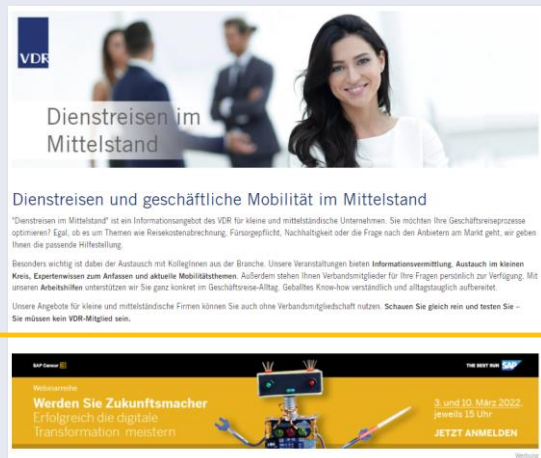 VDR
Dienstreisen im
Mittelstand
Dienstreisen und geschäftliche Mobilität im Mittelstand
"Dienstreisen im Mittelstand" ist ein Informationsangebot des VDR für kleine und mittelständische Unternehmen. Sie möchten Ihre Geschäftsreiseprozesse
optimieren? Egal, ob es um Themen wie Reisekostenabrechnung, Fürsorgepflicht, Nachhaltigkeit oder die Frage nach den Anbietern am Markt geht, wir geben
Ihnen die passende Hilfestellung.
Besonders wichtig ist dabei der Austausch mit KollegInnen aus der Branche. Unsere Veranstaltungen bieten Informationsvermittlung, Austausch im kleinen
Kreis, Expertenwissen zum Anfassen und aktuelle Mobilitätsthemen. Außerdem stehen Ihnen Verbandsmitglieder für Ihre Fragen persönlich zur Verfügung. Mit
unseren Arbeitshilfen unterstützen wir Sie ganz konkret im Geschäftsreise-Alltag. Geballtes Know-how verständlich und alltagstauglich aufbereitet.
Unsere Angebote für kleine und mittelständische Firmen können Sie auch ohne Verbandsmitgliedschaft nutzen. Schauen Sie gleich rein und testen Sie –
Sie müssen kein VDR-Mitglied sein.
SAP Concur
THE BEST RUN SAP
Webinarreihe
Werden Sie Zukunftsmacher
Erfolgreich die digitale
Transformation meistern
3. und 10. März 2022,
jeweils 15 Uhr
JETZT ANMELDEN
Werbung